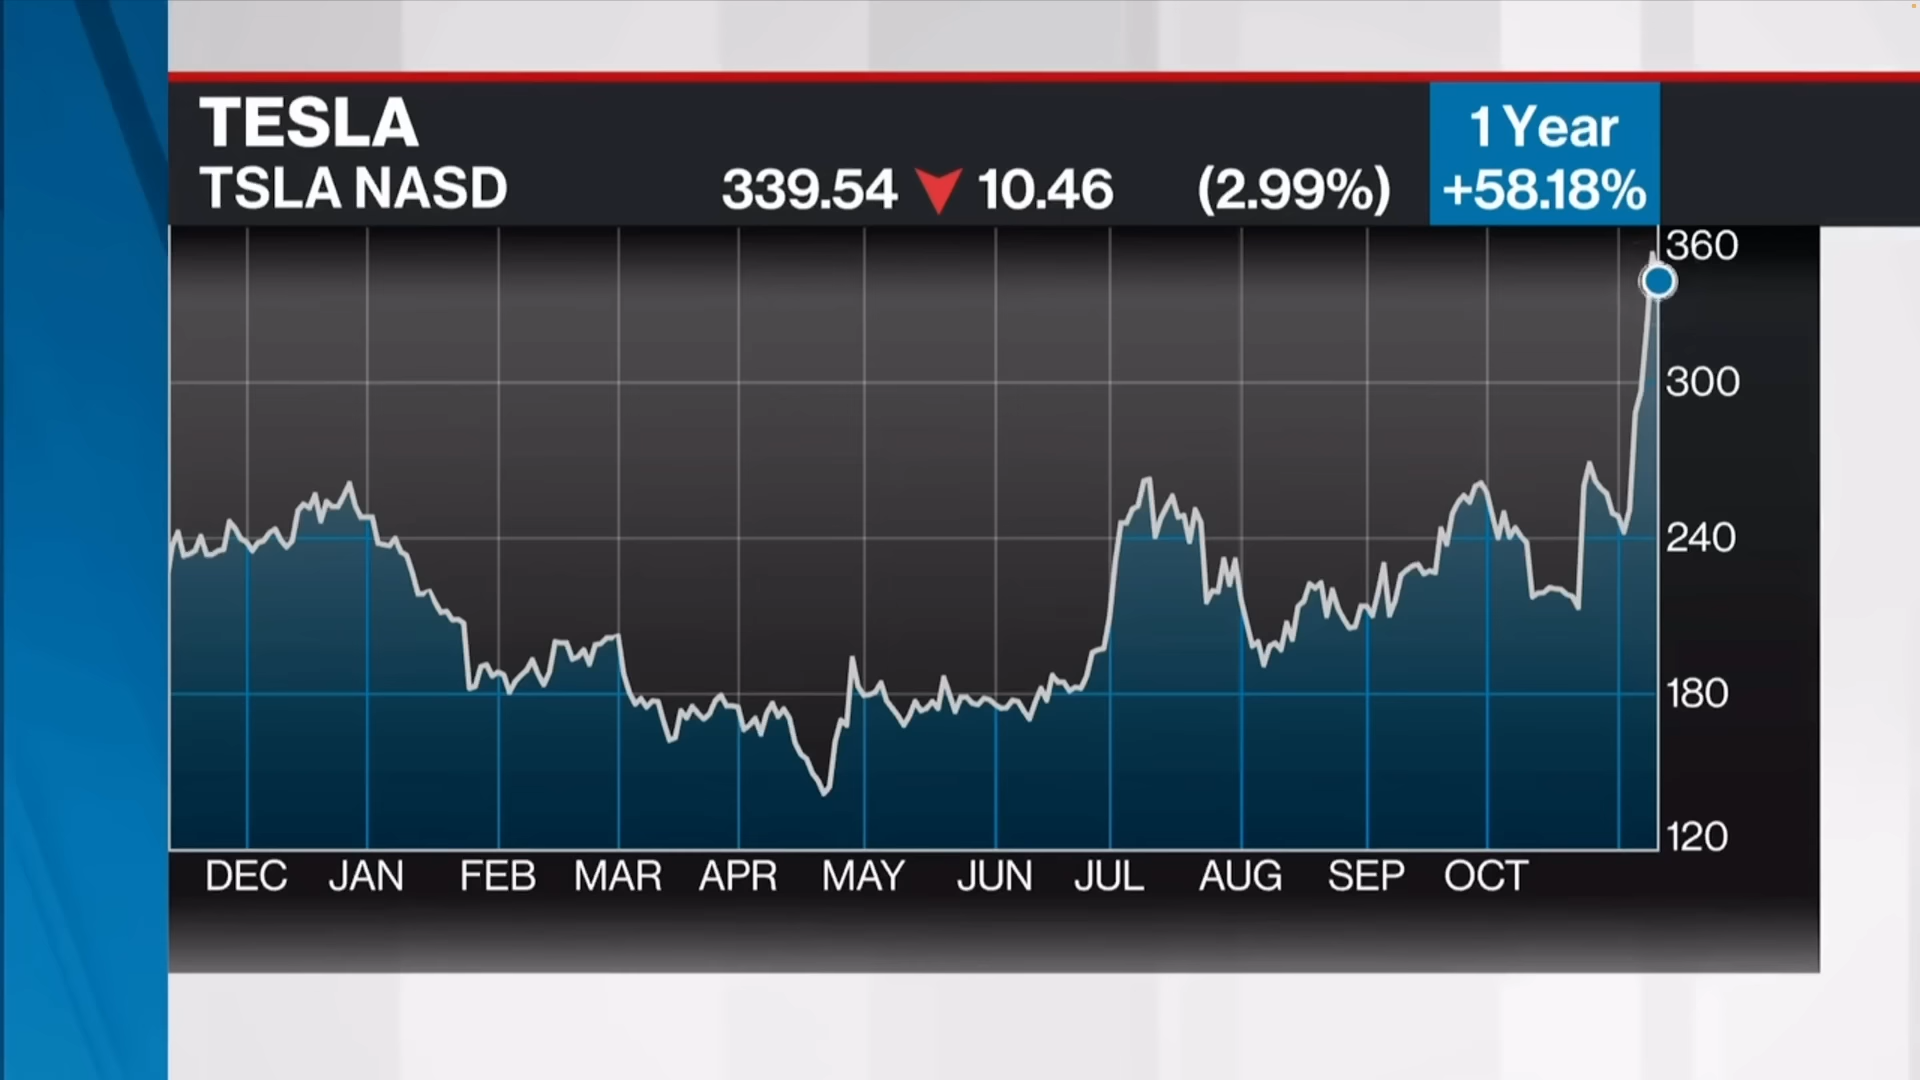 TESLA
TSLA NASD 339.54 ▼ 10.46 (2.99%)
1 Year
+58.18%
360
300
240
180
120
DEC JAN FEB MAR APR MAY JUN JUL AUG SEP OCT